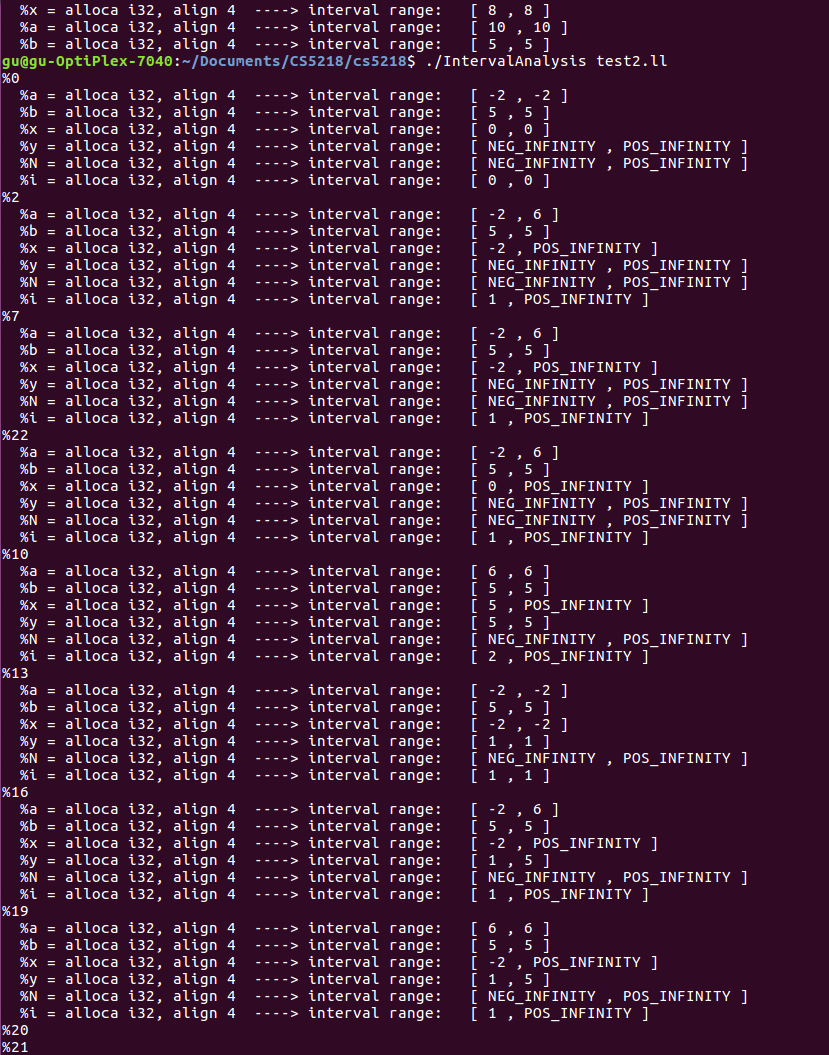 %x = alloca i32, align 4  ----> interval range:   [ 8 , 8 ]
%a = alloca i32, align 4  ----> interval range:   [ 10 , 10 ]
%b = alloca i32, align 4  ----> interval range:   [ 5 , 5 ]
gu@gu-OptiPlex-7040:~/Documents/CS5218/cs5218$ ./IntervalAnalysis test2.ll
%0
%a = alloca i32, align 4  ----> interval range:   [ -2 , -2 ]
%b = alloca i32, align 4  ----> interval range:   [ 5 , 5 ]
%x = alloca i32, align 4  ----> interval range:   [ 0 , 0 ]
%y = alloca i32, align 4  ----> interval range:   [ NEG_INFINITY , POS_INFINITY ]
%N = alloca i32, align 4  ----> interval range:   [ NEG_INFINITY , POS_INFINITY ]
%i = alloca i32, align 4  ----> interval range:   [ 0 , 0 ]
%2
%a = alloca i32, align 4  ----> interval range:   [ -2 , 6 ]
%b = alloca i32, align 4  ----> interval range:   [ 5 , 5 ]
%x = alloca i32, align 4  ----> interval range:   [ -2 , POS_INFINITY ]
%y = alloca i32, align 4  ----> interval range:   [ NEG_INFINITY , POS_INFINITY ]
%N = alloca i32, align 4  ----> interval range:   [ NEG_INFINITY , POS_INFINITY ]
%i = alloca i32, align 4  ----> interval range:   [ 1 , POS_INFINITY ]
%7
%a = alloca i32, align 4  ----> interval range:   [ -2 , 6 ]
%b = alloca i32, align 4  ----> interval range:   [ 5 , 5 ]
%x = alloca i32, align 4  ----> interval range:   [ -2 , POS_INFINITY ]
%y = alloca i32, align 4  ----> interval range:   [ NEG_INFINITY , POS_INFINITY ]
%N = alloca i32, align 4  ----> interval range:   [ NEG_INFINITY , POS_INFINITY ]
%i = alloca i32, align 4  ----> interval range:   [ 1 , POS_INFINITY ]
%22
%a = alloca i32, align 4  ----> interval range:   [ -2 , 6 ]
%b = alloca i32, align 4  ----> interval range:   [ 5 , 5 ]
%x = alloca i32, align 4  ----> interval range:   [ 0 , POS_INFINITY ]
%y = alloca i32, align 4  ----> interval range:   [ NEG_INFINITY , POS_INFINITY ]
%N = alloca i32, align 4  ----> interval range:   [ NEG_INFINITY , POS_INFINITY ]
%i = alloca i32, align 4  ----> interval range:   [ 1 , POS_INFINITY ]
%10
%a = alloca i32, align 4  ----> interval range:   [ 6 , 6 ]
%b = alloca i32, align 4  ----> interval range:   [ 5 , 5 ]
%x = alloca i32, align 4  ----> interval range:   [ 5 , POS_INFINITY ]
%y = alloca i32, align 4  ----> interval range:   [ 5 , 5 ]
%N = alloca i32, align 4  ----> interval range:   [ NEG_INFINITY , POS_INFINITY ]
%i = alloca i32, align 4  ----> interval range:   [ 2 , POS_INFINITY ]
%13
%a = alloca i32, align 4  ----> interval range:   [ -2 , -2 ]
%b = alloca i32, align 4  ----> interval range:   [ 5 , 5 ]
%x = alloca i32, align 4  ----> interval range:   [ -2 , -2 ]
%y = alloca i32, align 4  ----> interval range:   [ 1 , 1 ]
%N = alloca i32, align 4  ----> interval range:   [ NEG_INFINITY , POS_INFINITY ]
%i = alloca i32, align 4  ----> interval range:   [ 1 , 1 ]
%16
%a = alloca i32, align 4  ----> interval range:   [ -2 , 6 ]
%b = alloca i32, align 4  ----> interval range:   [ 5 , 5 ]
%x = alloca i32, align 4  ----> interval range:   [ -2 , POS_INFINITY ]
%y = alloca i32, align 4  ----> interval range:   [ 1 , 5 ]
%N = alloca i32, align 4  ----> interval range:   [ NEG_INFINITY , POS_INFINITY ]
%i = alloca i32, align 4  ----> interval range:   [ 1 , POS_INFINITY ]
%19
%a = alloca i32, align 4  ----> interval range:   [ 6 , 6 ]
%b = alloca i32, align 4  ----> interval range:   [ 5 , 5 ]
%x = alloca i32, align 4  ----> interval range:   [ -2 , POS_INFINITY ]
%y = alloca i32, align 4  ----> interval range:   [ 1 , 5 ]
%N = alloca i32, align 4  ----> interval range:   [ NEG_INFINITY , POS_INFINITY ]
%i = alloca i32, align 4  ----> interval range:   [ 1 , POS_INFINITY ]
%20
%21